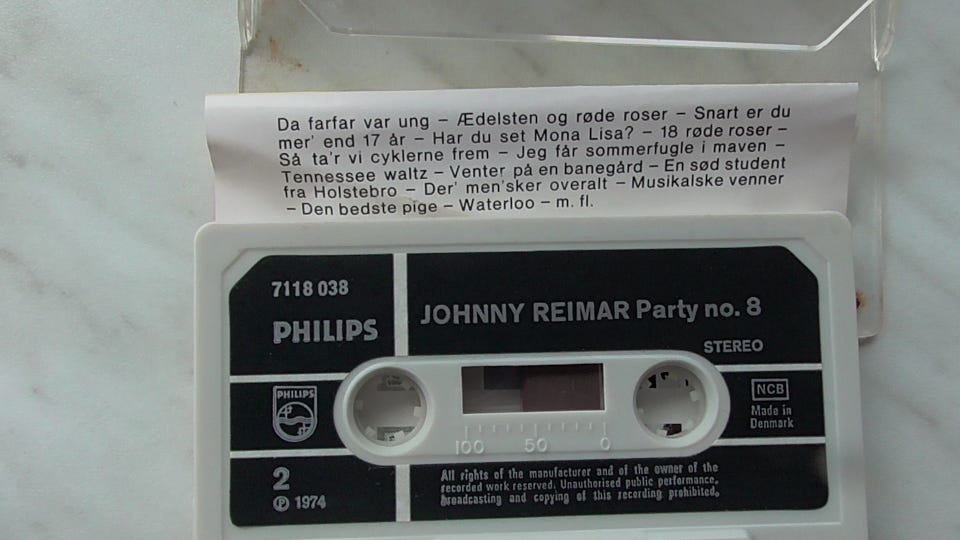 Da farfar var ung – Ædelsten og røde roser – Snart er du
mer' end 17 år – Har du set Mona Lisa? – 18 røde roser –
Så ta'r vi cyklerne frem – Jeg får sommerfugle i maven –
Tennessee waltz – Venter på en banegård – En sød student
fra Holstebro – Der' men'sker overalt – Musikalske venner
– Den bedste pige – Waterloo – m. fl.
7118 038
PHILIPS
JOHNNY REIMAR Party no. 8
STEREO
PHILIPS
NCB
Made in
Denmark
100 50 0
2
℗ 1974
All rights of the manufacturer and of the owner of the
recorded work reserved. Unauthorised public performance,
broadcasting and copying of this recording prohibited.